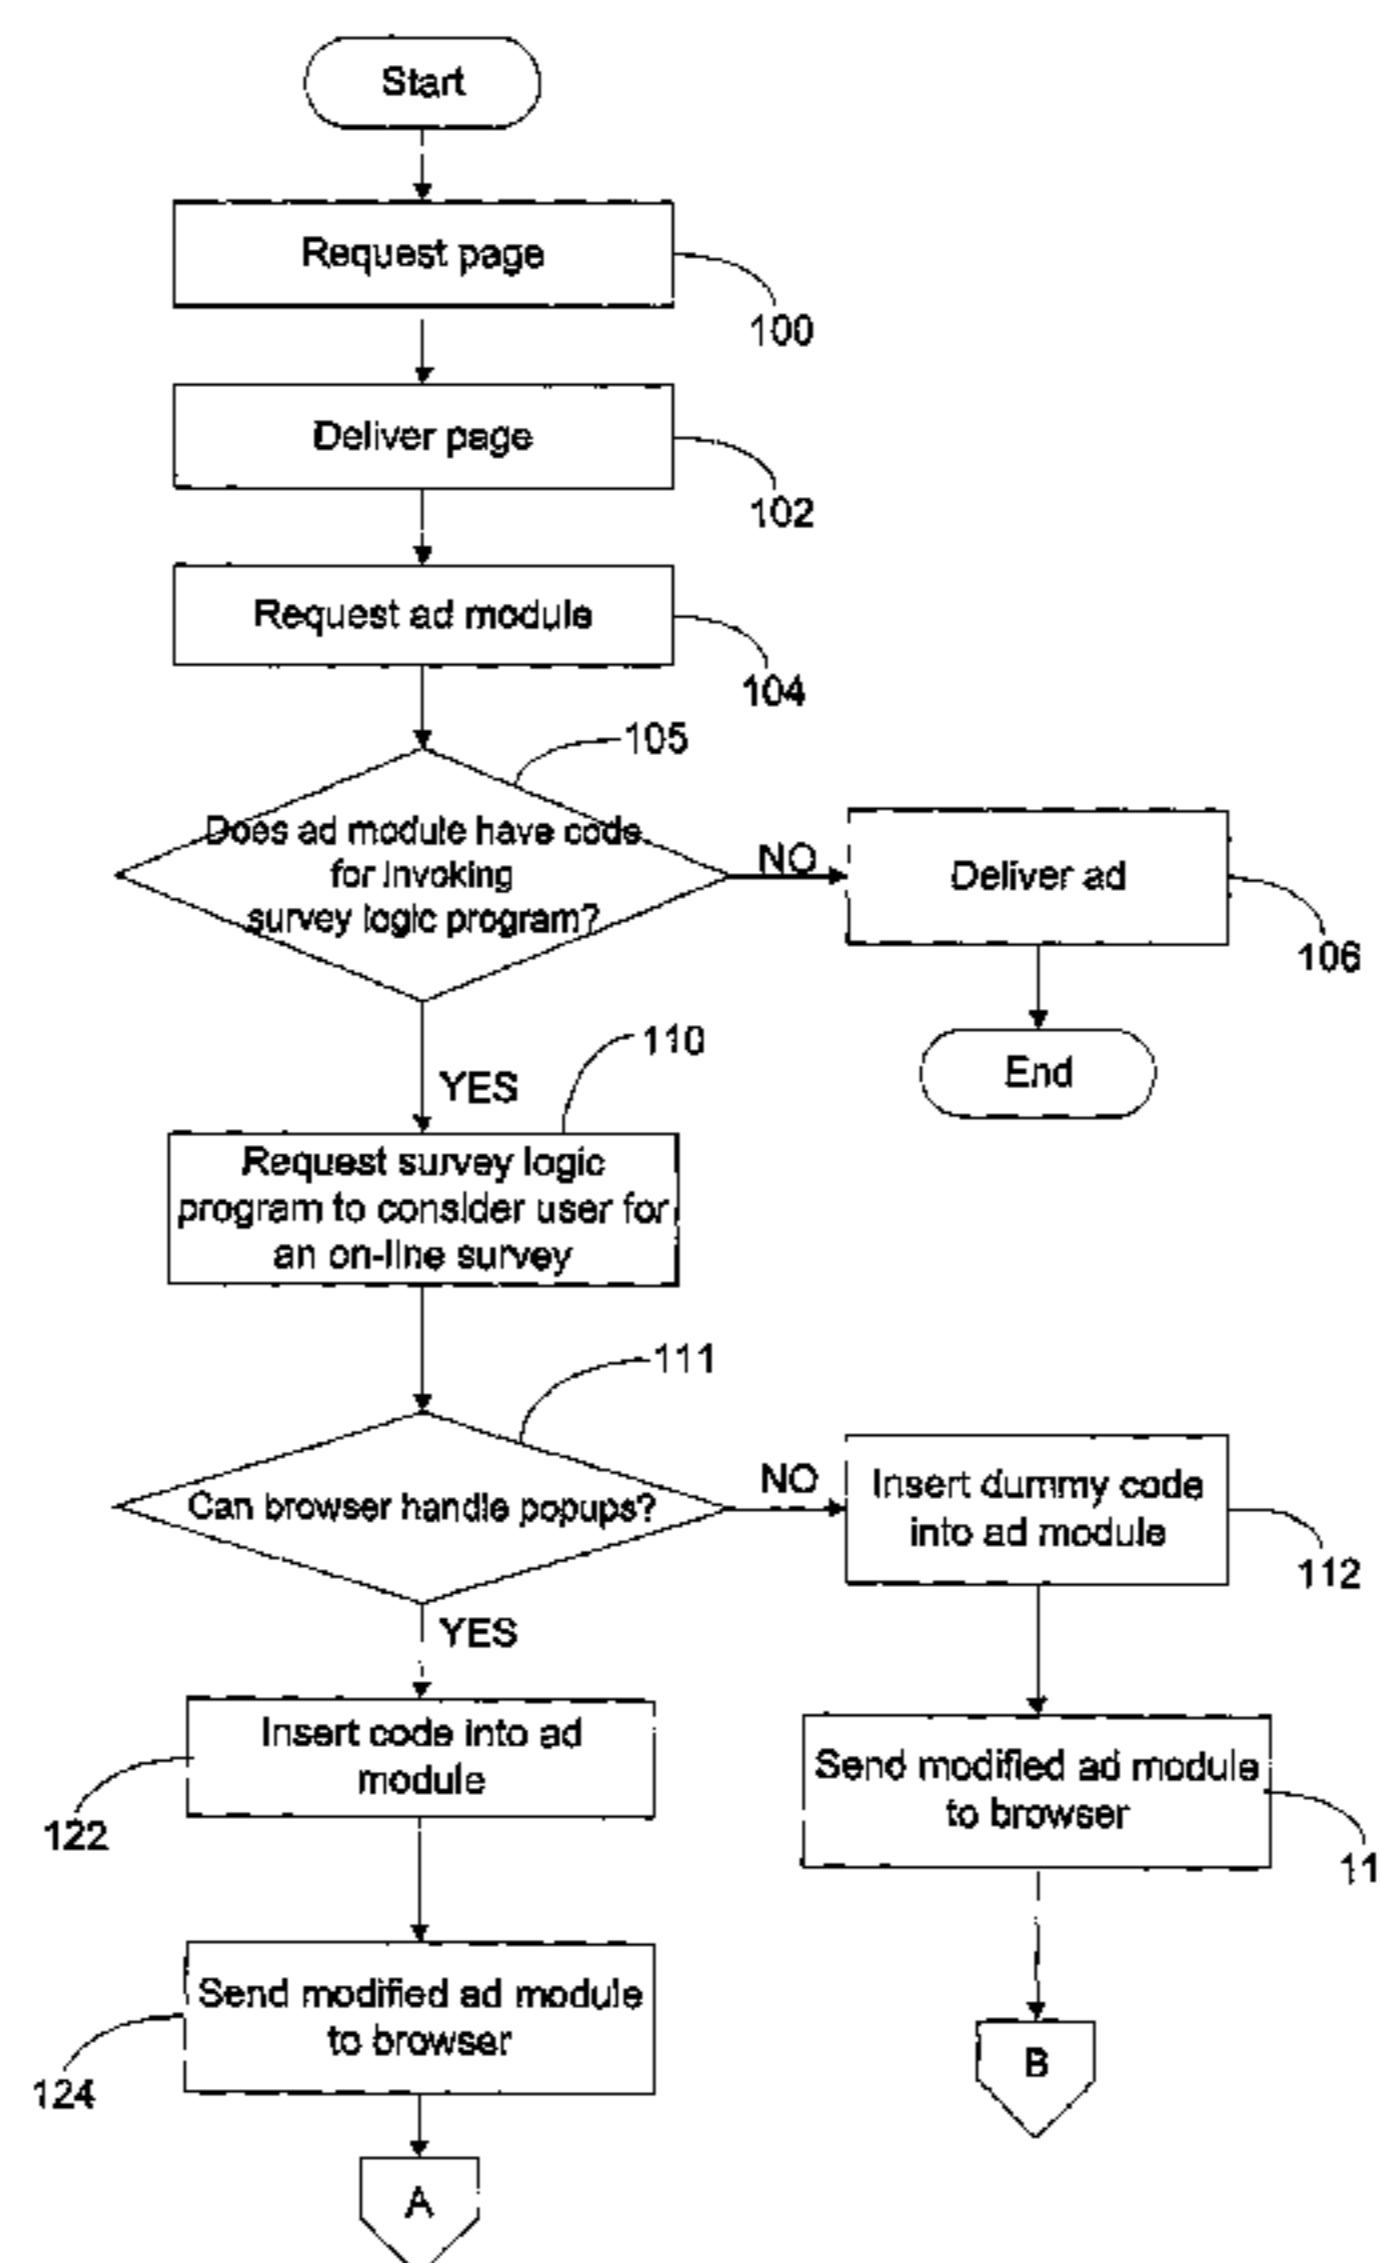 Start
Request page
100
Deliver page
102
Request ad module
104
105
Does ad module have code
for invoking
survey logic program?
NO
Deliver ad
106
End
YES
110
Request survey logic
program to consider user for
an on-line survey
111
Can browser handle popups?
NO
Insert dummy code
into ad module
112
YES
Insert code into ad
module
122
Send modified ad module
to browser
11
Send modified ad module
to browser
124
B
A